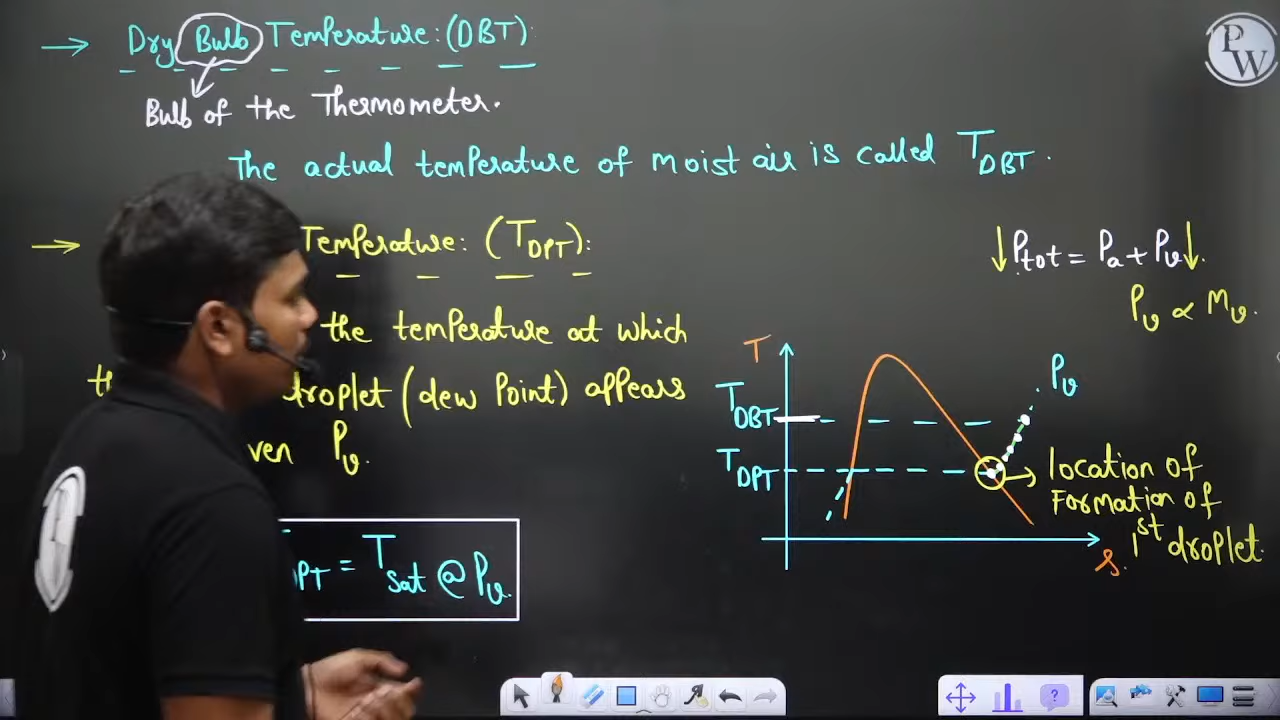 → Dry Bulb Temperature: (DBT):
Bulb of the Thermometer.
The actual temperature of moist air is called T_DBT.
→ Temperature: (T_DPT):
the temperature at which
droplet (dew Point) appears
P_v.
= T_sat @ P_v.
↓P_tot = P_a + P_v↓.
P_v ∝ M_v.
T
P_v
T_DBT
T_DPT
location of
Formation of
1st droplet.
s.
PW